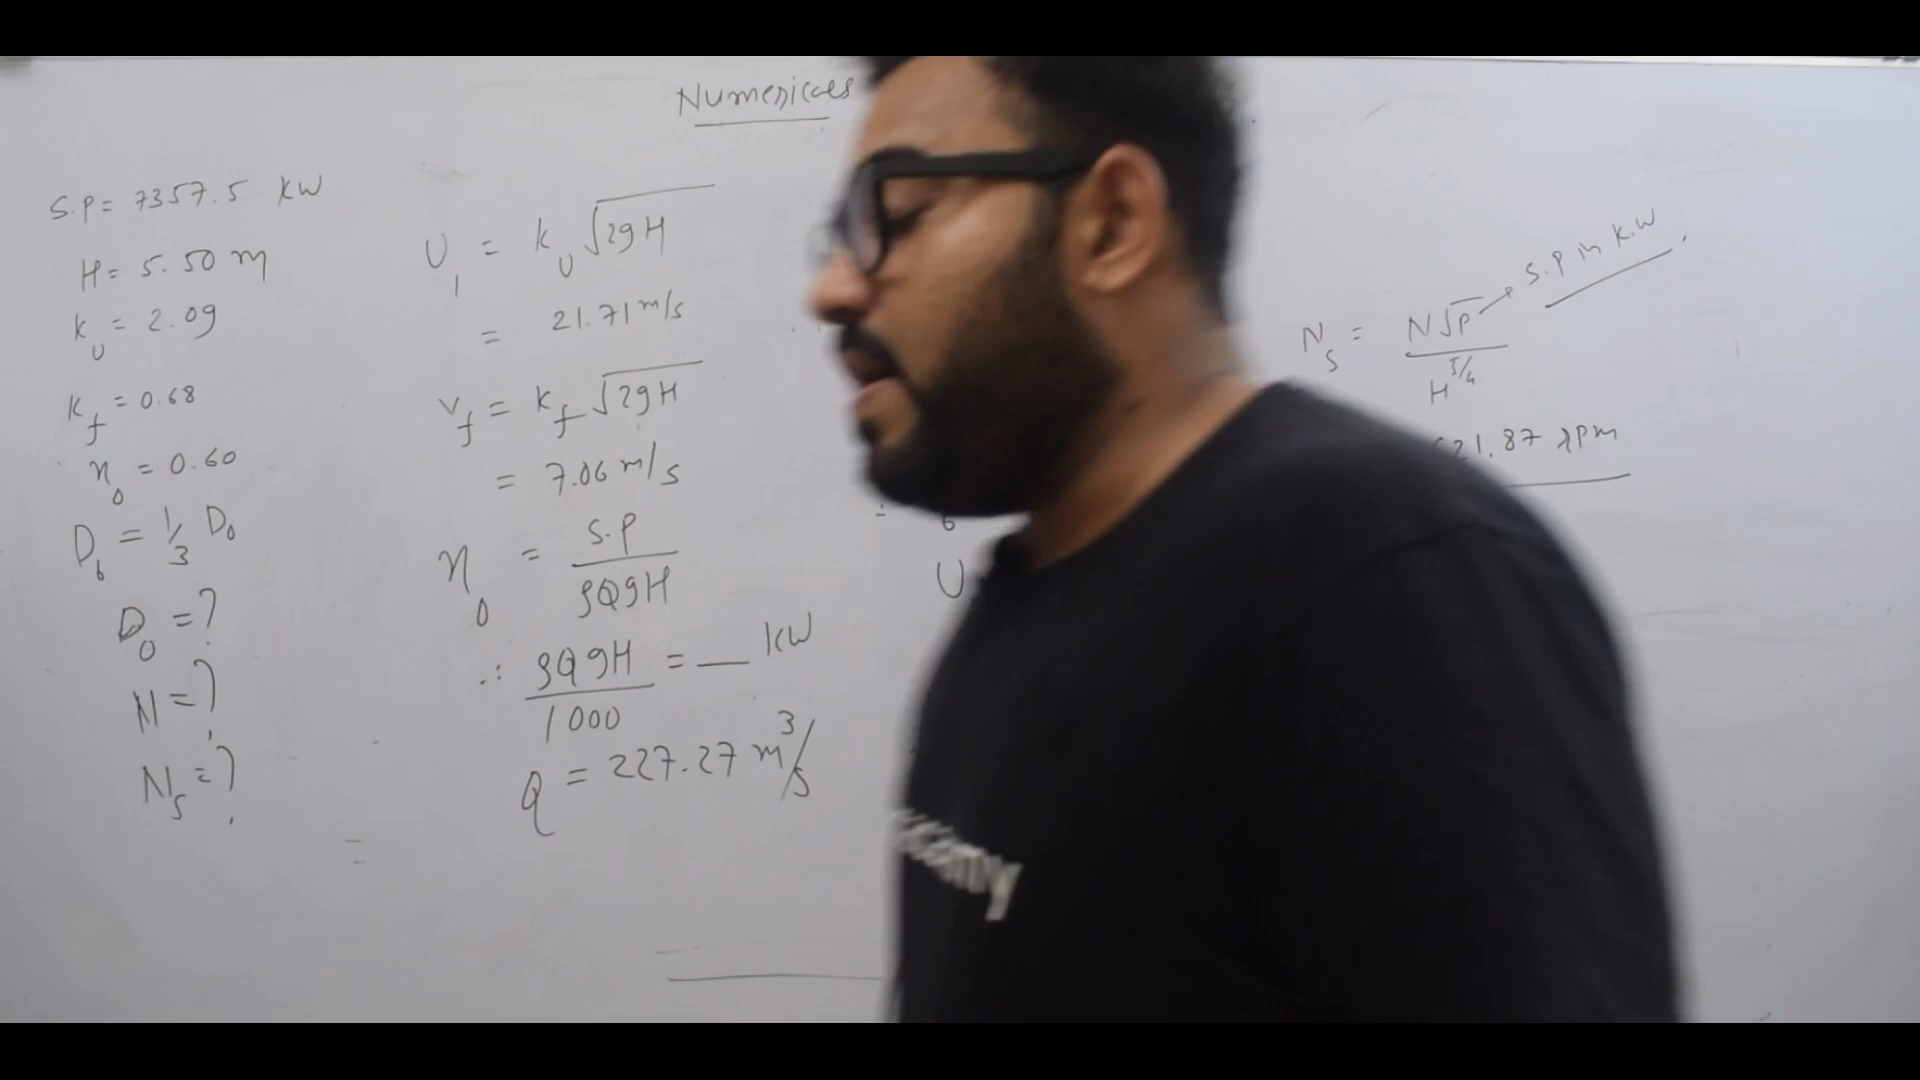 Numericals
S.P = 7357.5 KW
H = 5.50 m
K_u = 2.09
K_f = 0.68
η_o = 0.60
D_b = 1/3 D_o
D_o = ?
N = ?
N_s = ?
U_1 = K_u √2gH
= 21.71 m/s
V_f = K_f √2gH
= 7.06 m/s
η_o = S.P / ρQgH
∴ ρQgH / 1000 = __ KW
Q = 227.27 m³/s
U
N_s = N√P / H^5/4
S.P in K.W
21.87 rpm